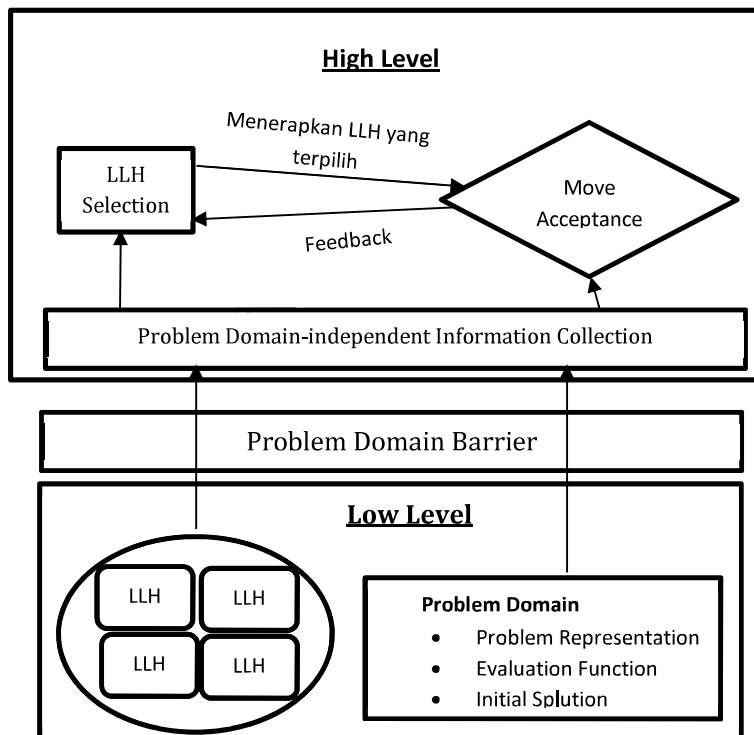 High Level
Menerapkan LLH yang
terpilih
LLH
Selection
Move
Acceptance
Feedback
Problem Domain-independent Information Collection
Problem Domain Barrier
Low Level
LLH
LLH
LLH
LLH
Problem Domain
• Problem Representation
• Evaluation Function
• Initial Splution